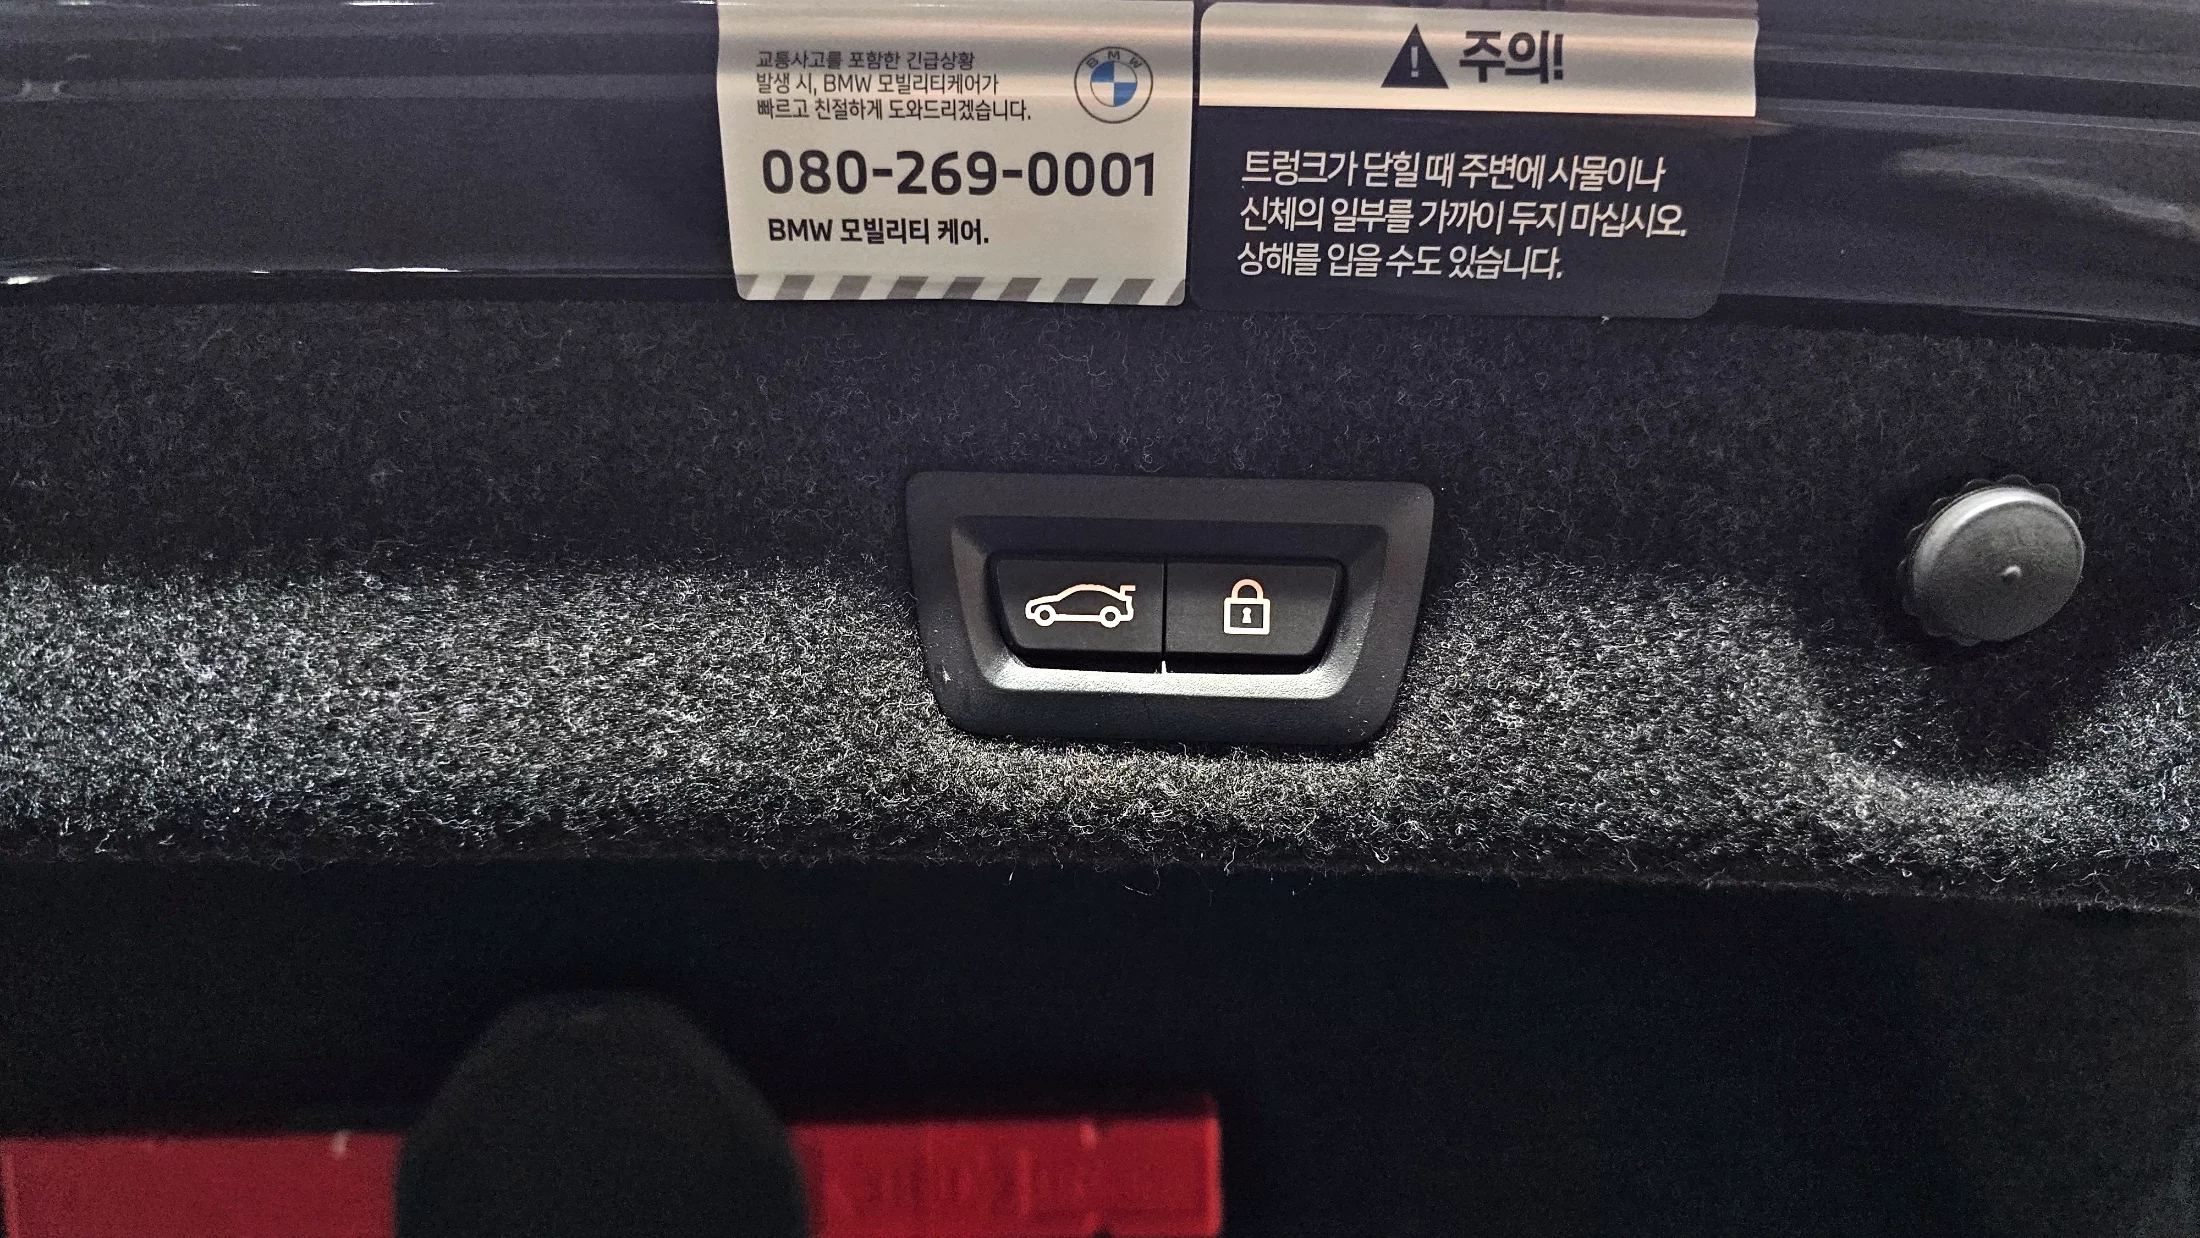 교통사고를 포함한 긴급상황
발생 시, BMW 모빌리티케어가
빠르고 친절하게 도와드리겠습니다.
BMW
080-269-0001
BMW 모빌리티 케어.
주의!
트렁크가 닫힐 때 주변에 사물이나
신체의 일부를 가까이 두지 마십시오.
상해를 입을 수도 있습니다.